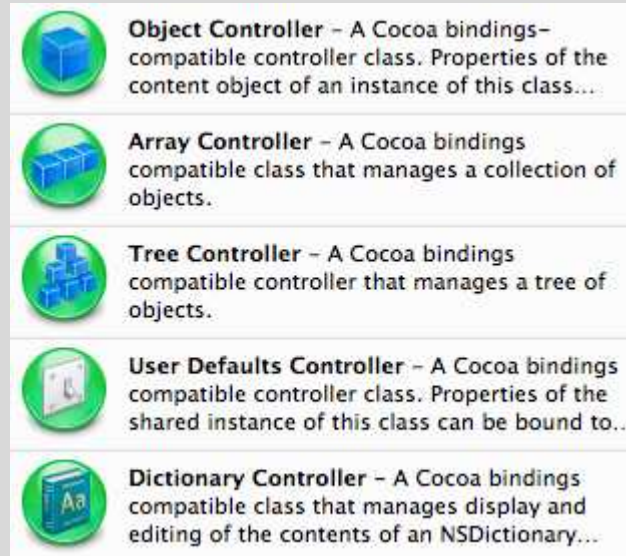 Object Controller – A Cocoa bindings-
compatible controller class. Properties of the
content object of an instance of this class...
Array Controller – A Cocoa bindings
compatible class that manages a collection of
objects.
Tree Controller – A Cocoa bindings
compatible controller that manages a tree of
objects.
User Defaults Controller – A Cocoa bindings
compatible controller class. Properties of the
shared instance of this class can be bound to..
Aa
Dictionary Controller – A Cocoa bindings
compatible class that manages display and
editing of the contents of an NSDictionary...